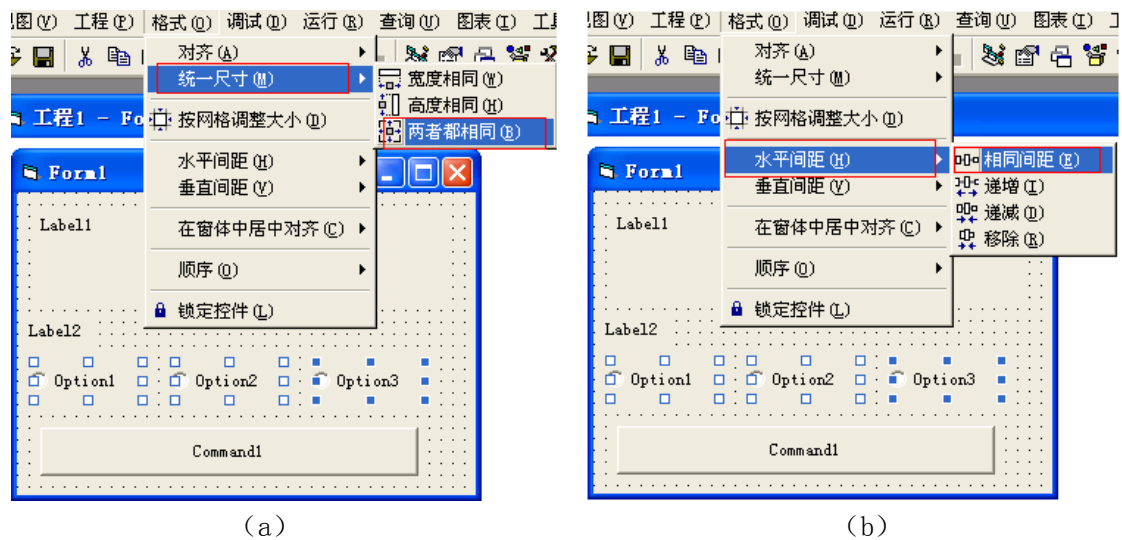 图(V) 工程(P) 格式(O) 调试(D) 运行(R) 查询(U) 图表(I) 工具
对齐(A)
统一尺寸(M)
宽度相同(W)
高度相同(H)
两者都相同(B)
按网格调整大小(D)
水平间距(H)
垂直间距(V)
在窗体中居中对齐(C)
顺序(O)
锁定控件(L)
工程1 - Fo
Form1
Label1
Label2
Option1 Option2 Option3
Command1
(a)
图(V) 工程(P) 格式(O) 调试(D) 运行(R) 查询(U) 图表(I)
对齐(A)
统一尺寸(M)
按网格调整大小(D)
水平间距(H)
相同间距(E)
递增(I)
递减(D)
移除(R)
垂直间距(V)
在窗体中居中对齐(C)
顺序(O)
锁定控件(L)
工程1 - Fo
Form1
Label1
Label2
Option1 Option2 Option3
Command1
(b)